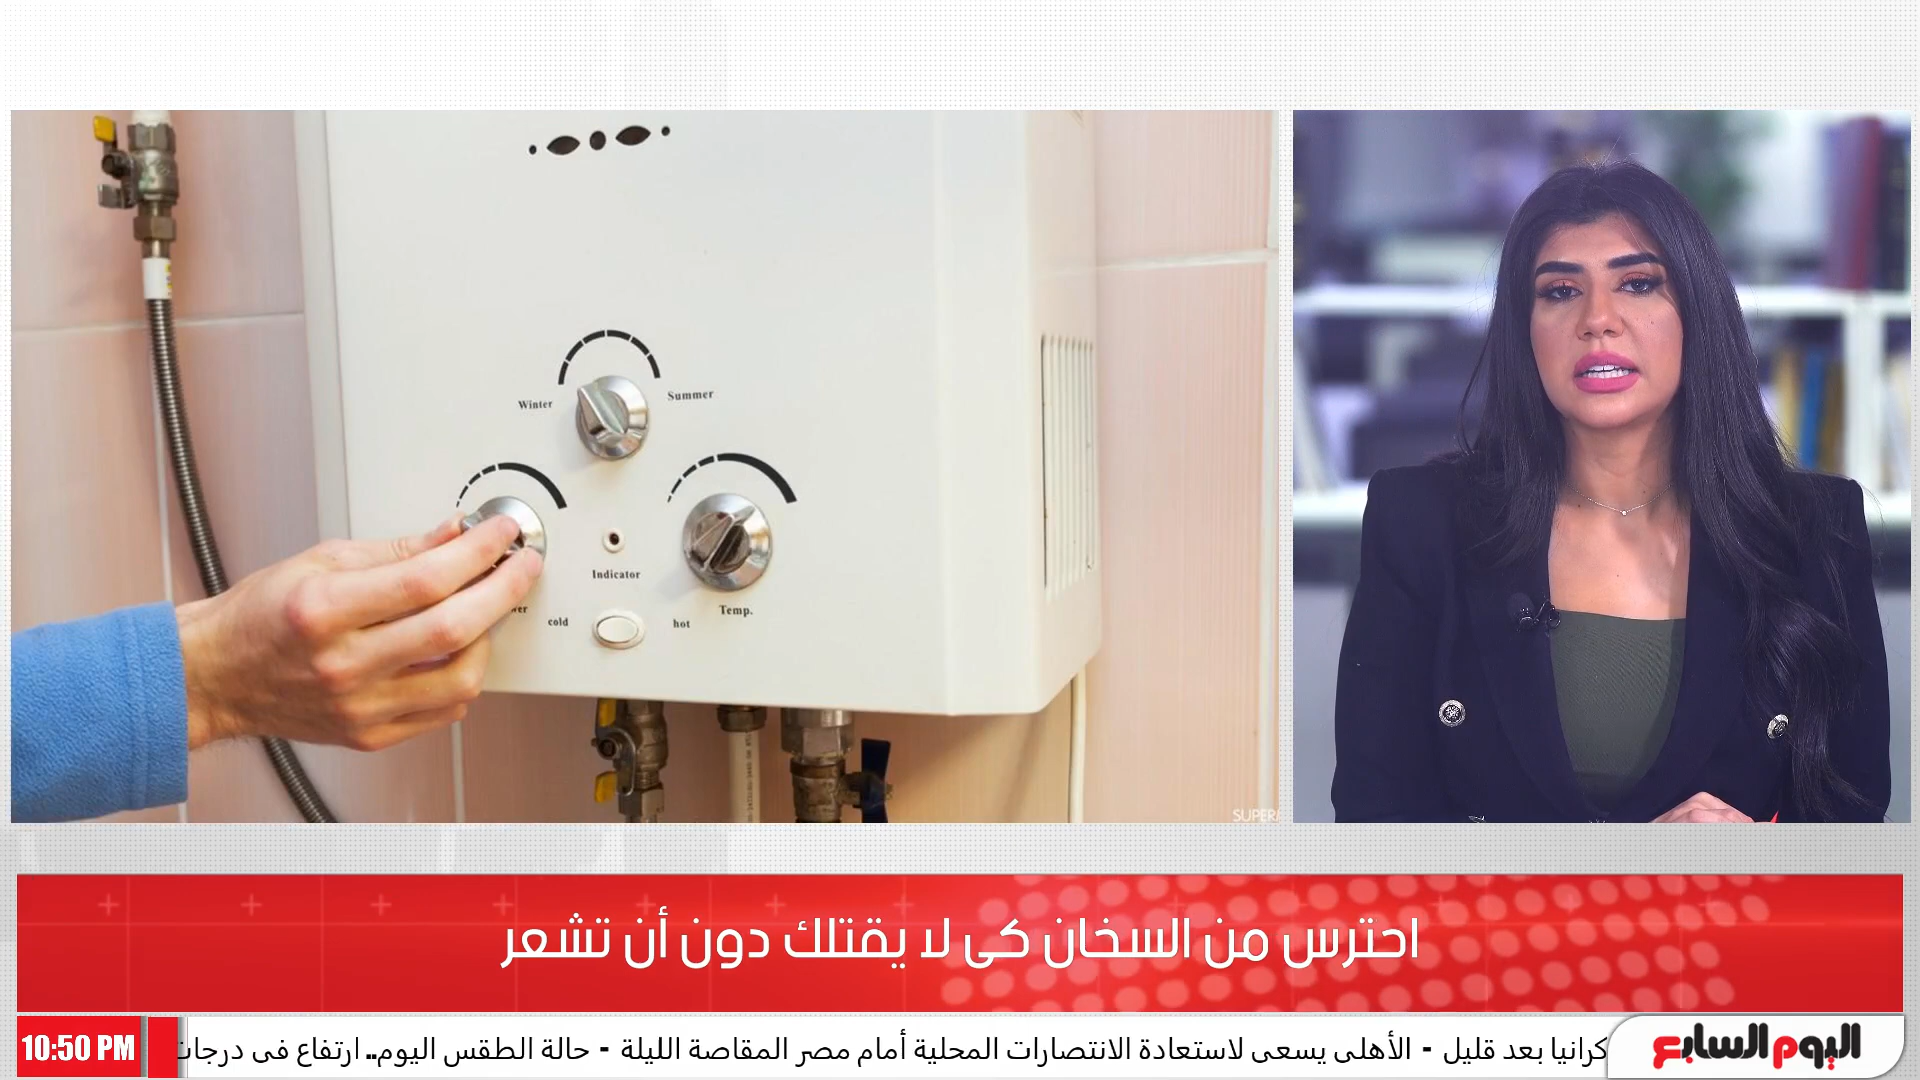 Winter
Summer
Indicator
cold
hot
Temp.
احترس من السخان كى لا يقتلك دون أن تشعر
10:50 PM
كرانيا بعد قليل - الأهلى يسعى لاستعادة الانتصارات المحلية أمام مصر المقاصة الليلة - حالة الطقس اليوم.. ارتفاع فى درجات
اليوم السابع